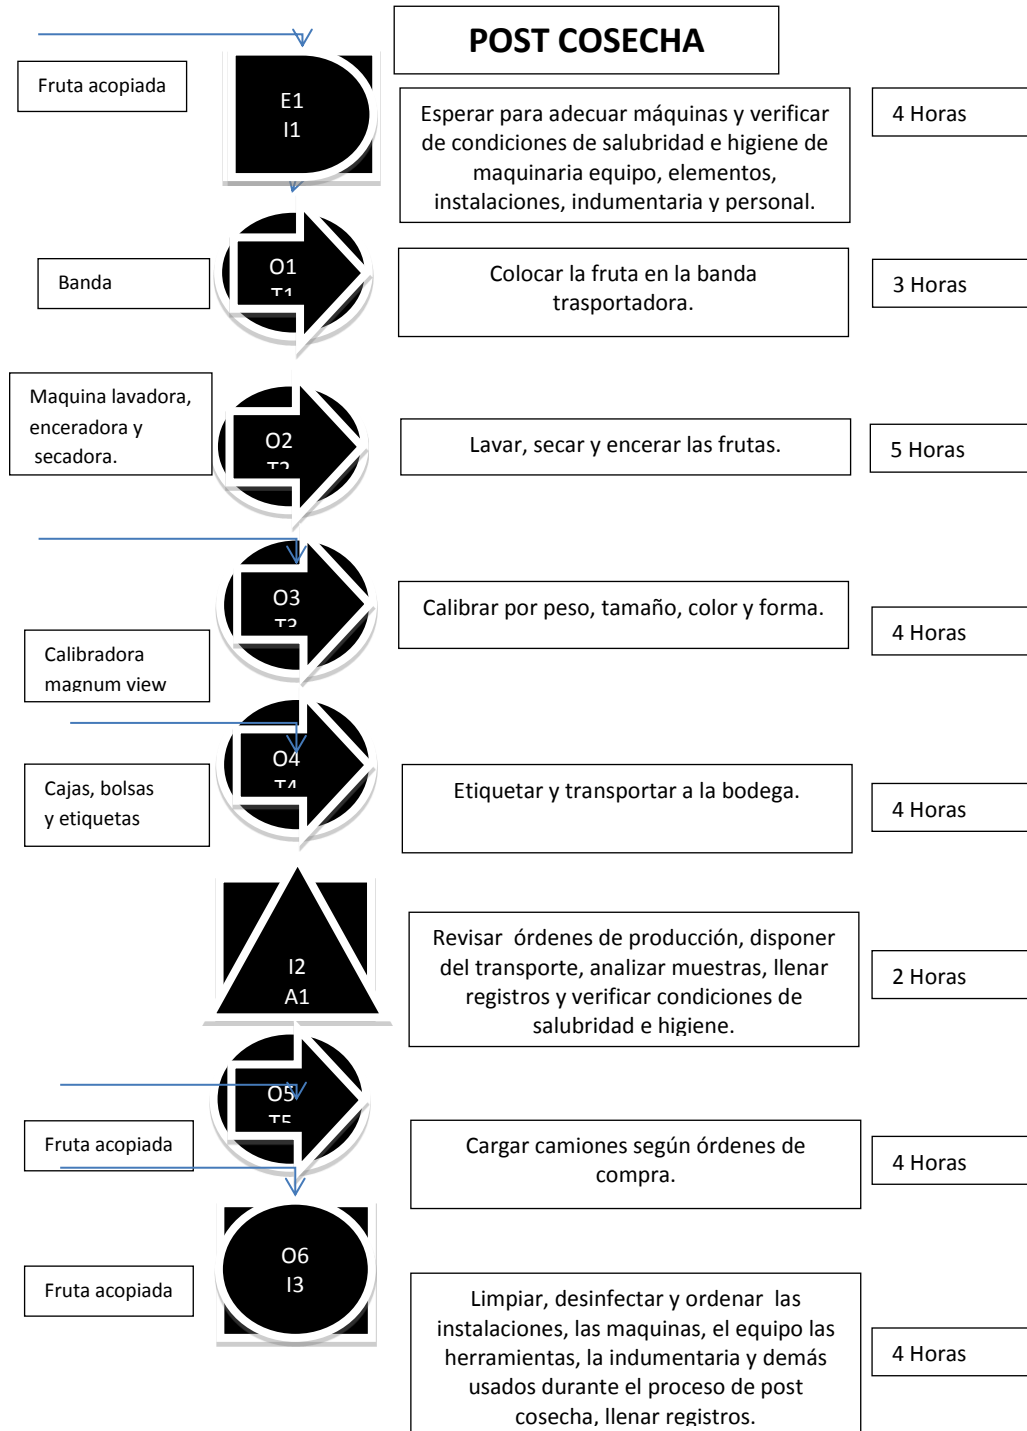 POST COSECHA
Fruta acopiada
E1
I1
Esperar para adecuar máquinas y verificar
de condiciones de salubridad e higiene de
maquinaria equipo, elementos,
instalaciones, indumentaria y personal.
4 Horas
Banda
O1
T1
Colocar la fruta en la banda
trasportadora.
3 Horas
Maquina lavadora,
enceradora y
secadora.
O2
T2
Lavar, secar y encerar las frutas.
5 Horas
O3
T3
Calibrar por peso, tamaño, color y forma.
4 Horas
Calibradora
magnum view
O4
T4
Cajas, bolsas
y etiquetas
Etiquetar y transportar a la bodega.
4 Horas
I2
A1
Revisar órdenes de producción, disponer
del transporte, analizar muestras, llenar
registros y verificar condiciones de
salubridad e higiene.
2 Horas
O5
T5
Fruta acopiada
Cargar camiones según órdenes de
compra.
4 Horas
O6
I3
Fruta acopiada
Limpiar, desinfectar y ordenar las
instalaciones, las maquinas, el equipo las
herramientas, la indumentaria y demás
usados durante el proceso de post
cosecha, llenar registros.
4 Horas